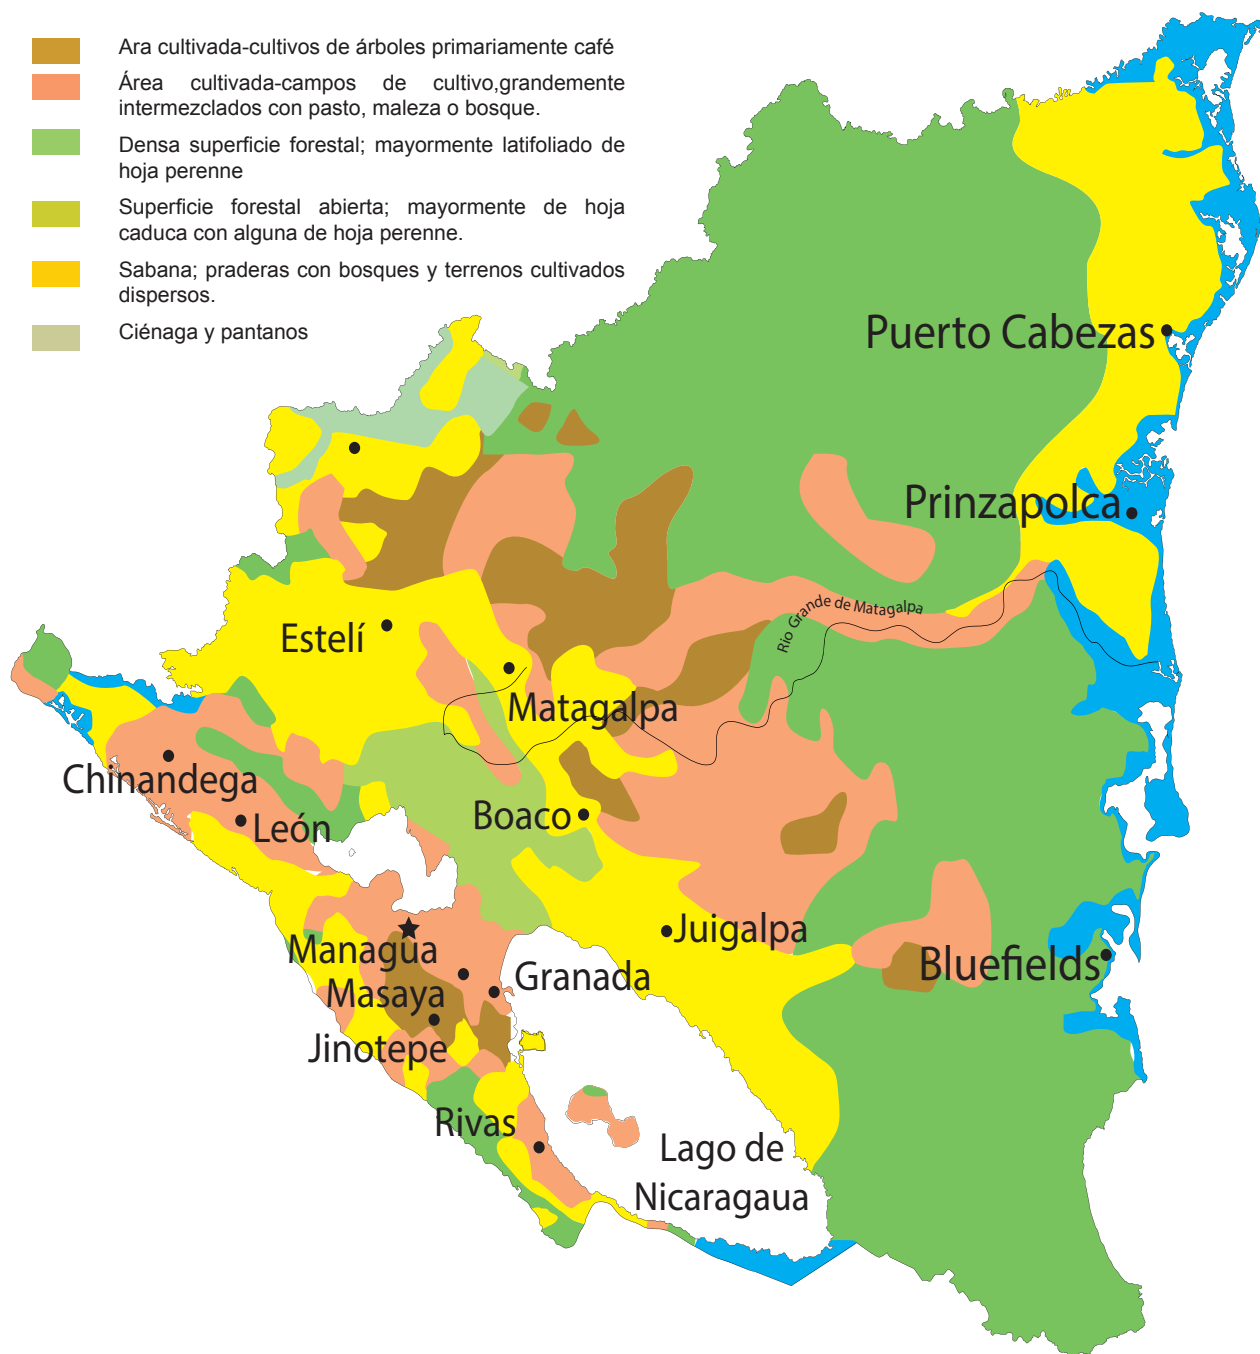 Ara cultivada-cultivos de árboles primariamente café
Área cultivada-campos de cultivo,grandemente
intermezclados con pasto, maleza o bosque.
Densa superficie forestal; mayormente latifoliado de
hoja perenne
Superficie forestal abierta; mayormente de hoja
caduca con alguna de hoja perenne.
Sabana; praderas con bosques y terrenos cultivados
dispersos.
Ciénaga y pantanos
Puerto Cabezas
Prinzapolca
Rio Grande de Matagalpa
Estelí
Matagalpa
Chinandega
León
Boaco
Juigalpa
Managua
Granada
Masaya
Bluefields
Jinotepe
Rivas
Lago de
Nicaragaua